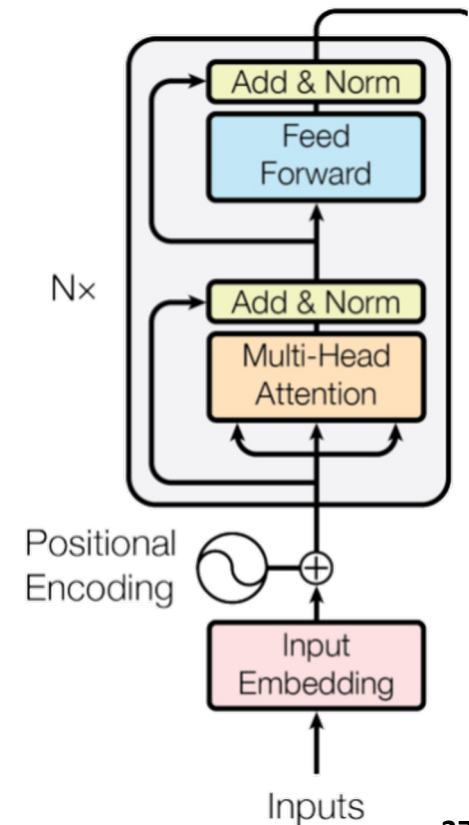 Add & Norm
Feed
Forward
Nx
Add & Norm
Multi-Head
Attention
Positional
Encoding
Input
Embedding
Inputs